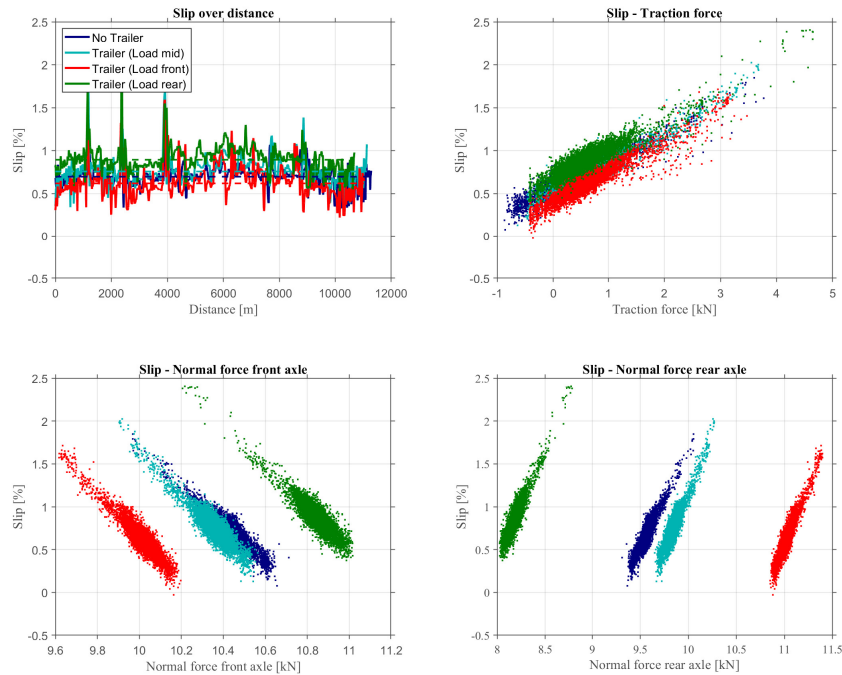 Slip over distance
2.5
2
1.5
1
0.5
0
-0.5
Slip [%]
No Trailer
Trailer (Load mid)
Trailer (Load front)
Trailer (Load rear)
0 2000 4000 6000 8000 10000 12000
Distance [m]
Slip - Traction force
2.5
2
1.5
1
0.5
0
-0.5
Slip [%]
-1 0 1 2 3 4 5
Traction force [kN]
Slip - Normal force front axle
2.5
2
1.5
1
0.5
0
-0.5
Slip [%]
9.6 9.8 10 10.2 10.4 10.6 10.8 11 11.2
Normal force front axle [kN]
Slip - Normal force rear axle
2.5
2
1.5
1
0.5
0
-0.5
Slip [%]
8 8.5 9 9.5 10 10.5 11 11.5
Normal force rear axle [kN]